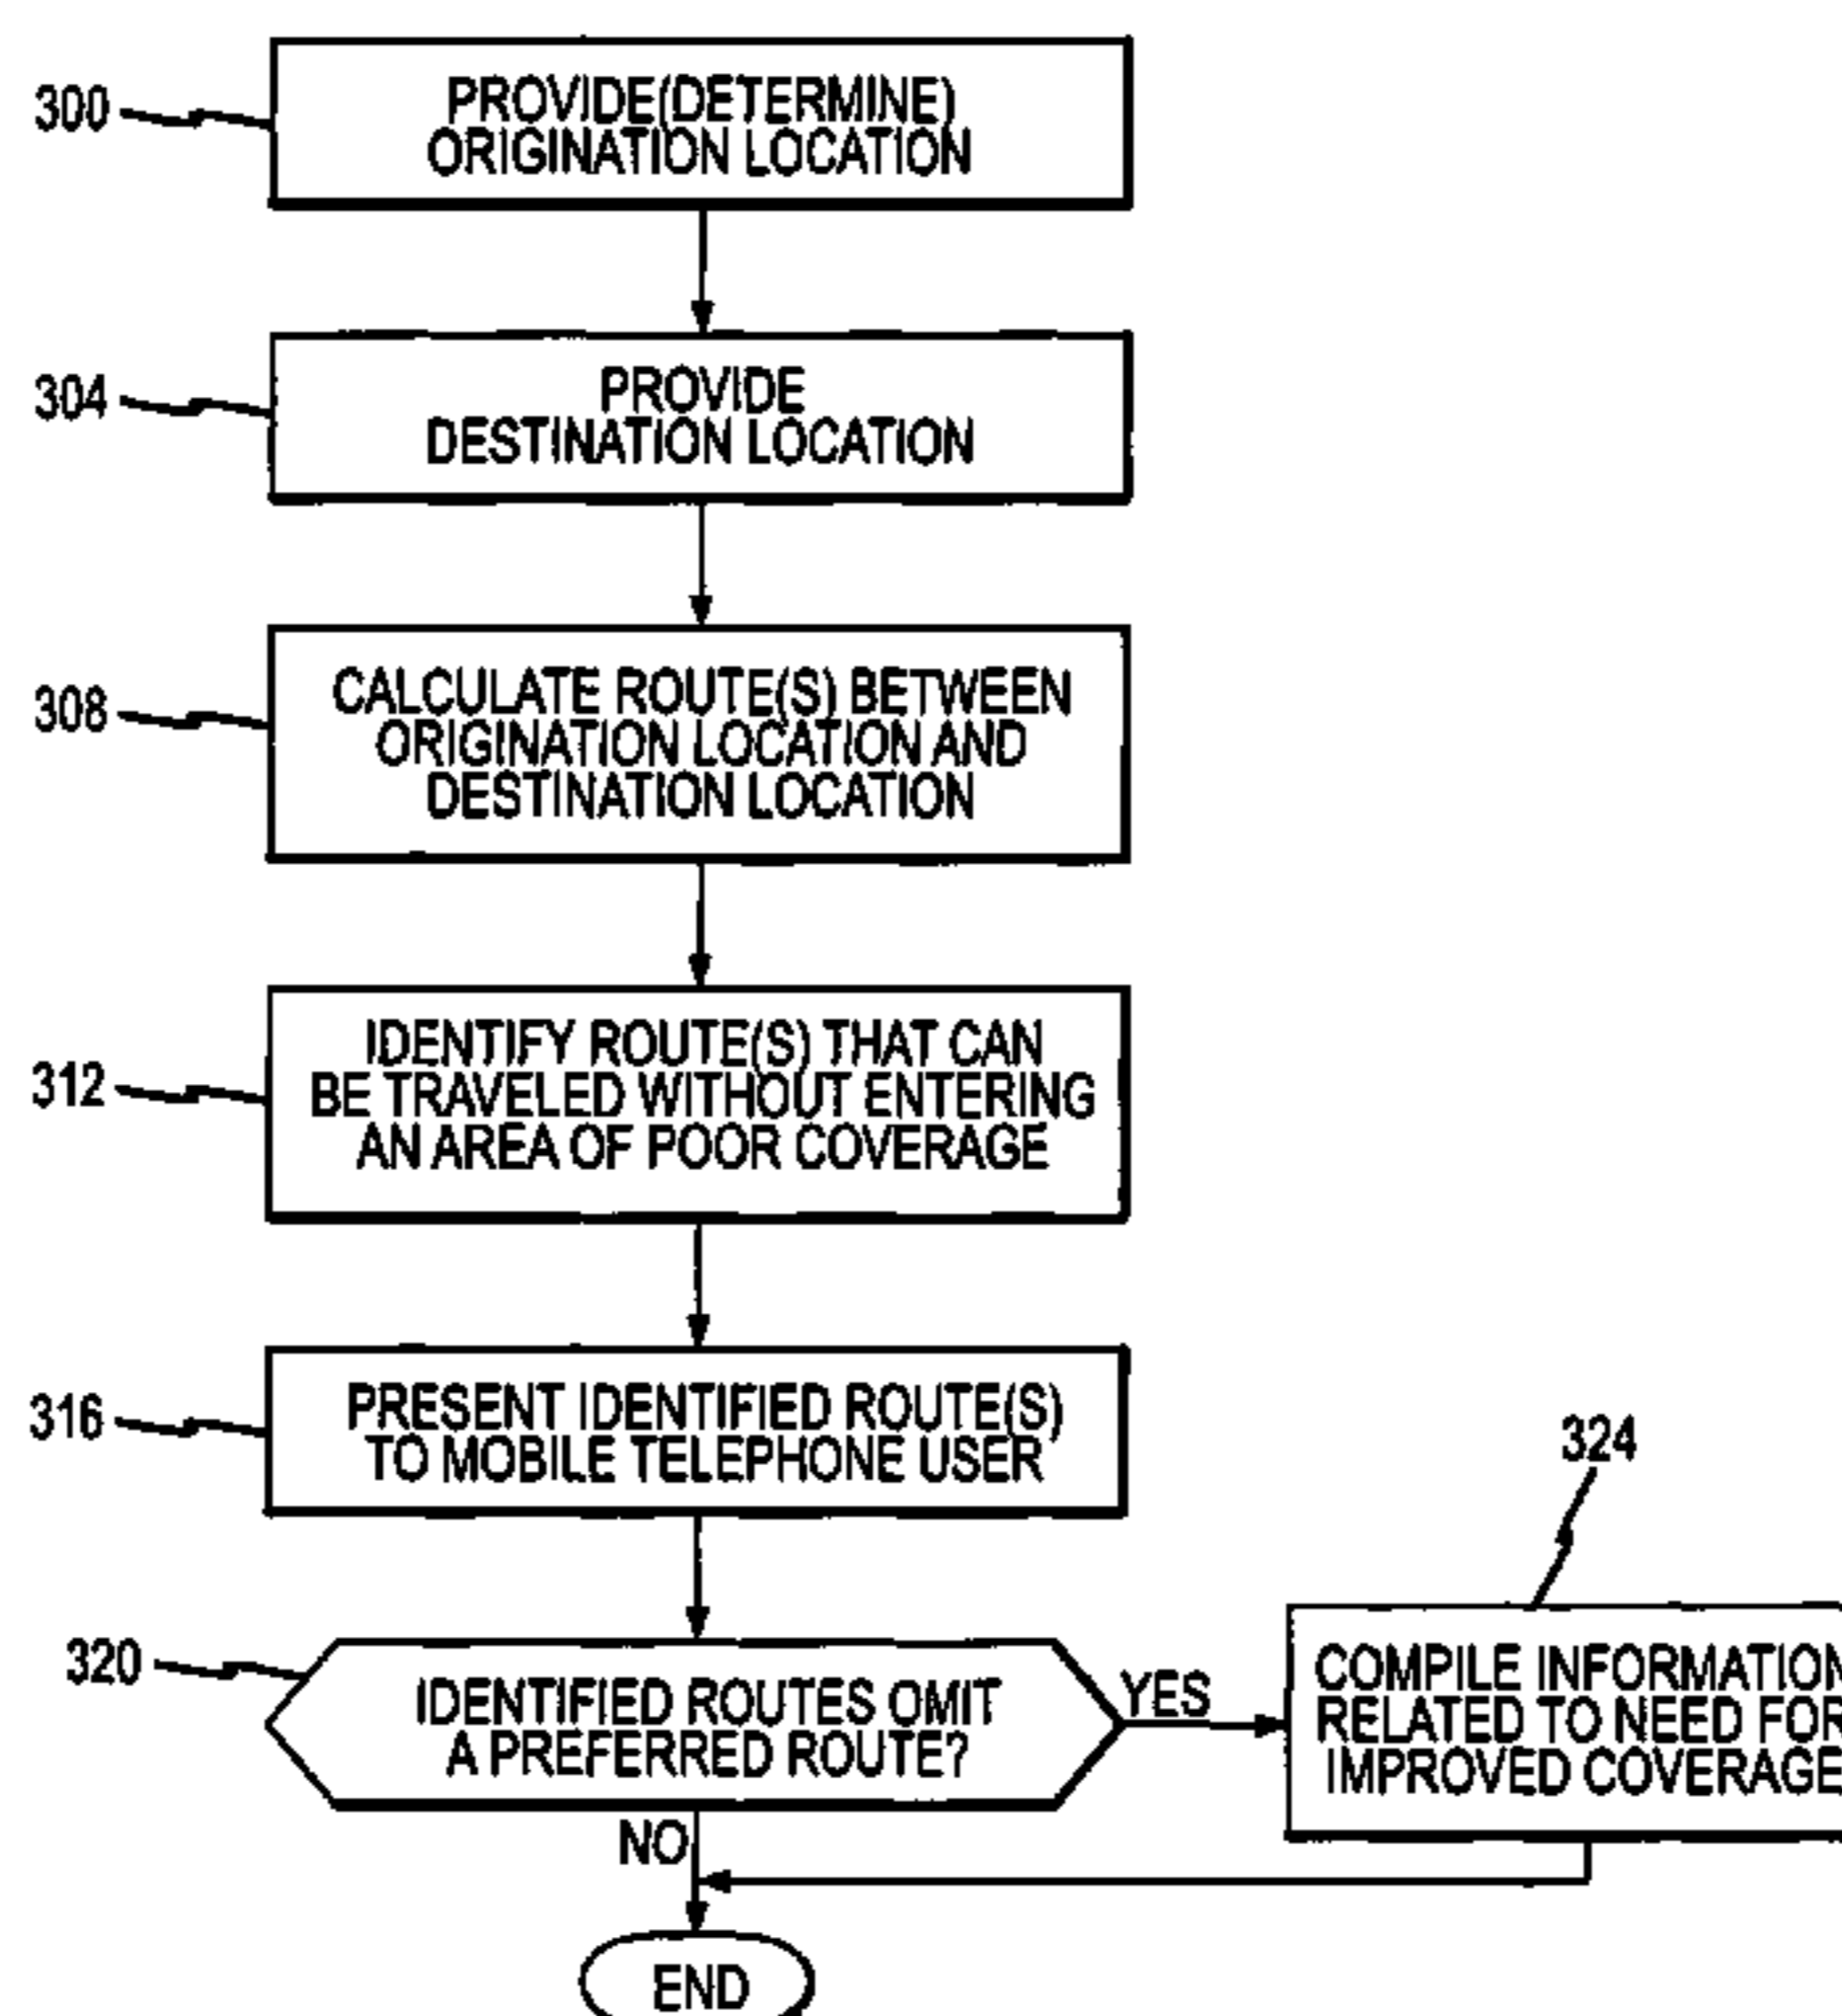 300
PROVIDE(DETERMINE)
ORIGINATION LOCATION
304
PROVIDE
DESTINATION LOCATION
308
CALCULATE ROUTE(S) BETWEEN
ORIGINATION LOCATION AND
DESTINATION LOCATION
312
IDENTIFY ROUTE(S) THAT CAN
BE TRAVELED WITHOUT ENTERING
AN AREA OF POOR COVERAGE
316
PRESENT IDENTIFIED ROUTE(S)
TO MOBILE TELEPHONE USER
324
320
IDENTIFIED ROUTES OMIT
A PREFERRED ROUTE?
YES
COMPILE INFORMATION
RELATED TO NEED FOR
IMPROVED COVERAGE
NO
END